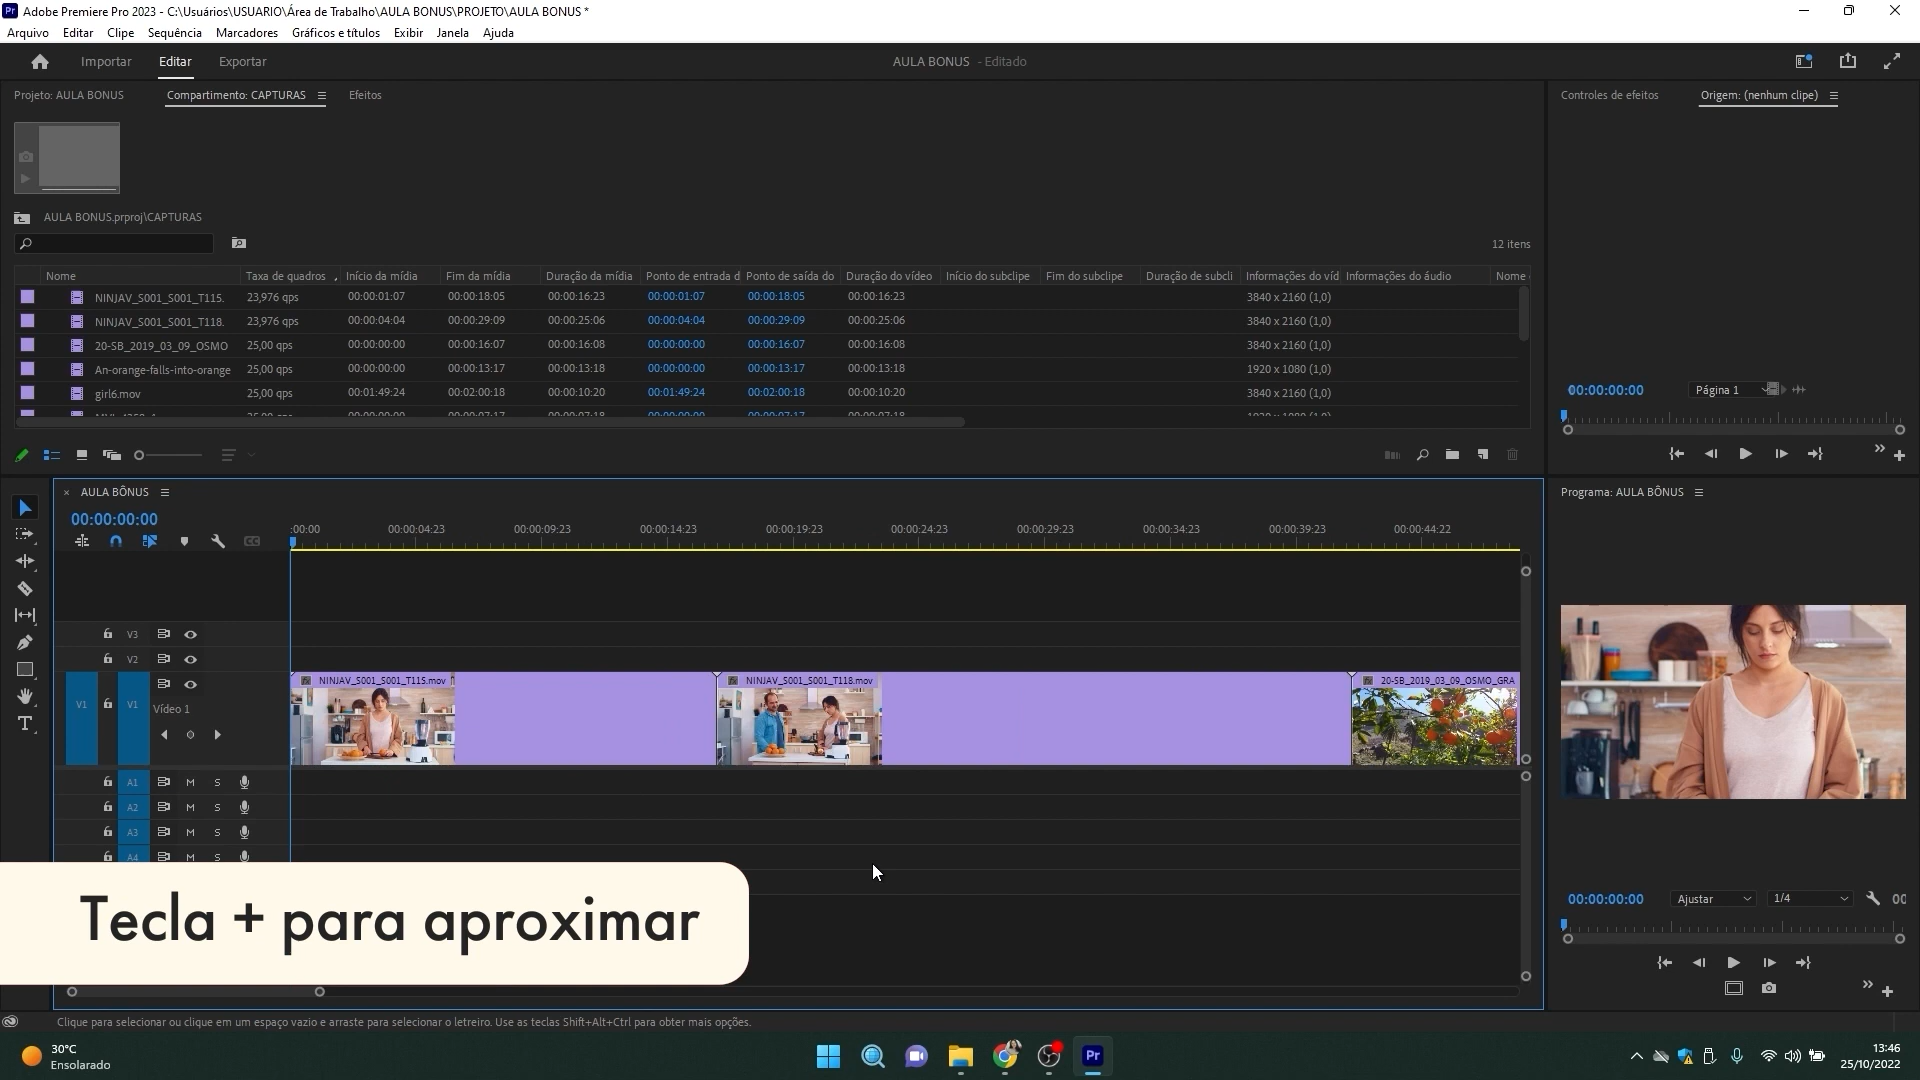 Adobe Premiere Pro 2023 - C:\Usuários\USUARIO\Área de Trabalho\AULA BONUS\PROJETO\AULA BONUS *
Arquivo Editar Clipe Sequência Marcadores Gráficos e títulos Exibir Janela Ajuda
Importar Editar Exportar
AULA BONUS - Editado
Projeto: AULA BONUS
Compartimento: CAPTURAS
Efeitos
Controles de efeitos
Origem: (nenhum clipe)
AULA BONUS.prproj\CAPTURAS
12 itens
Nome Taxa de quadros Início da mídia Fim da mídia Duração da mídia Ponto de entrada d Ponto de saída do Duração do vídeo Início do subclipe Fim do subclipe Duração de subcli Informações do víd Informações do áudio Nome
NINJAV_S001_S001_T115. 23,976 qps 00:00:01:07 00:00:18:05 00:00:16:23 00:00:01:07 00:00:18:05 00:00:16:23 3840 x 2160 (1,0)
NINJAV_S001_S001_T118. 23,976 qps 00:00:04:04 00:00:29:09 00:00:25:06 00:00:04:04 00:00:29:09 00:00:25:06 3840 x 2160 (1,0)
20-SB_2019_03_09_OSMO 25,00 qps 00:00:00:00 00:00:16:07 00:00:16:08 00:00:00:00 00:00:16:07 00:00:16:08 3840 x 2160 (1,0)
An-orange-falls-into-orange 25,00 qps 00:00:00:00 00:00:13:17 00:00:13:18 00:00:00:00 00:00:13:17 00:00:13:18 1920 x 1080 (1,0)
girl6.mov 25,00 qps 00:01:49:24 00:02:00:18 00:00:10:20 00:01:49:24 00:02:00:18 00:00:10:20 3840 x 2160 (1,0)
00:00:00:00 Página 1
AULA BÔNUS
Programa: AULA BÔNUS
00:00:00:00
:00:00 00:00:04:23 00:00:09:23 00:00:14:23 00:00:19:23 00:00:24:23 00:00:29:23 00:00:34:23 00:00:39:23 00:00:44:22
V3
V2
NINJAV_S001_S001_T115.mov NINJAV_S001_S001_T118.mov 20-SB_2019_03_09_OSMO_GRA
V1 V1
Vídeo 1
A1 M S
A2 M S
A3 M S
A4 M S
Tecla + para aproximar
00:00:00:00 Ajustar 1/4
Clique para selecionar ou clique em um espaço vazio e arraste para selecionar o letreiro. Use as teclas Shift+Alt+Ctrl para obter mais opções.
30°C
Ensolarado
Pr
13:46
25/10/2022